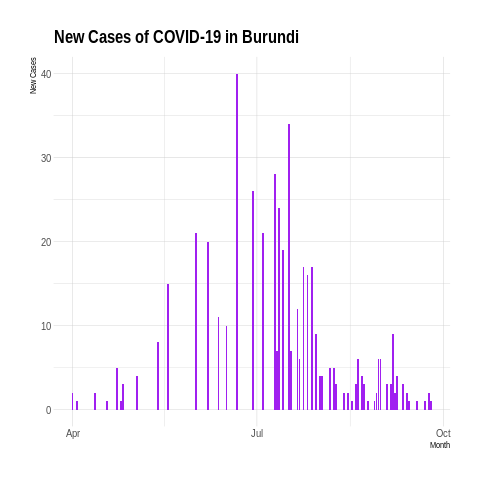 New Cases of COVID-19 in Burundi
New Cases
40
30
20
10
0
Apr
Jul
Oct
Month